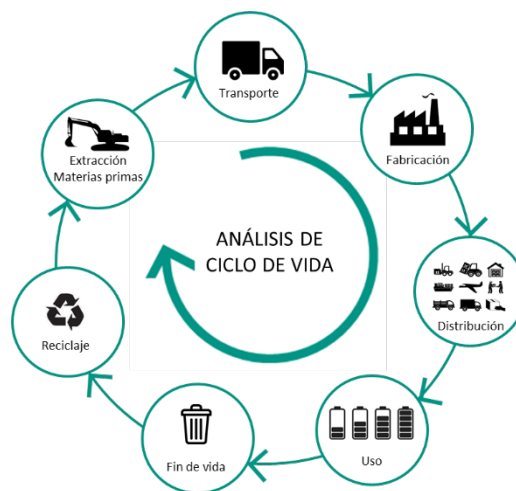 Transporte
Fabricación
Distribución
Uso
Fin de vida
Reciclaje
Extracción
Materias primas
ANÁLISIS DE
CICLO DE VIDA